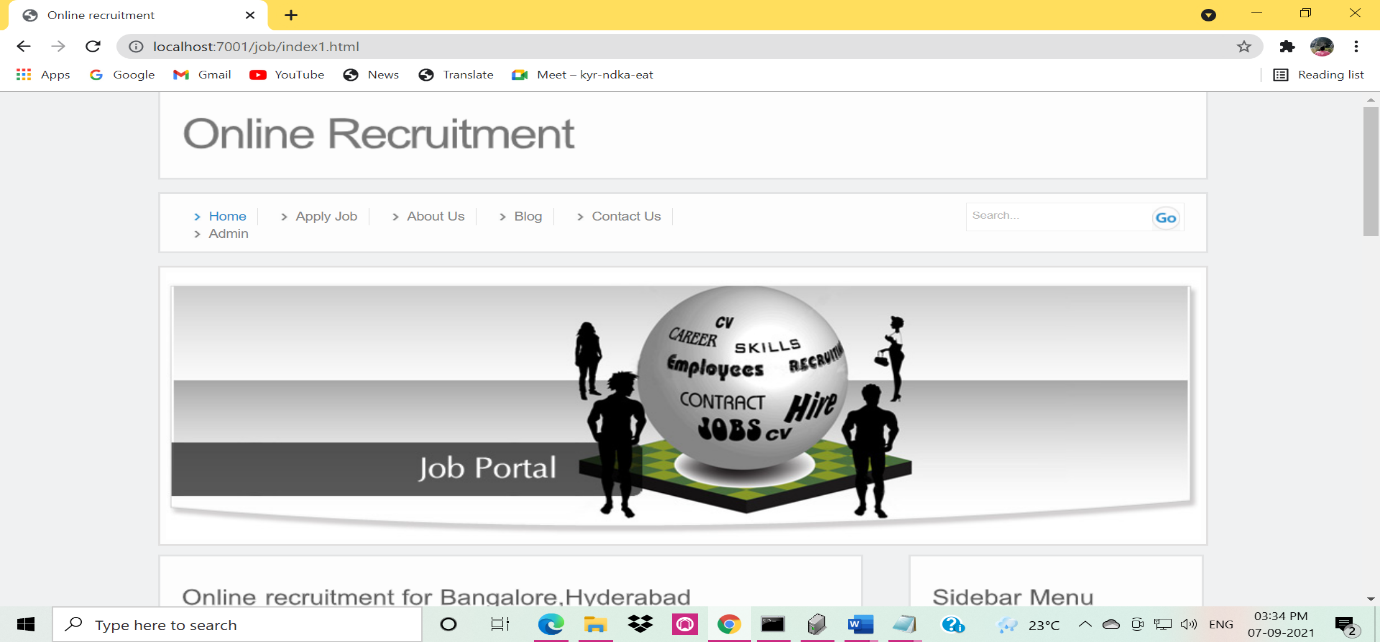 Online recruitment
localhost:7001/job/index1.html
Apps Google Gmail YouTube News Translate Meet – kyr-ndka-eat Reading list
Online Recruitment
Home Apply Job About Us Blog Contact Us
Admin
Search...
Go
CV
CAREER
SKILLS
Employees
RECRUITIN
CONTRACT
Hire
JOBS
CV
Job Portal
Online recruitment for Bangalore,Hyderabad
Sidebar Menu
Type here to search
23°C
ENG
03:34 PM
07-09-2021
2